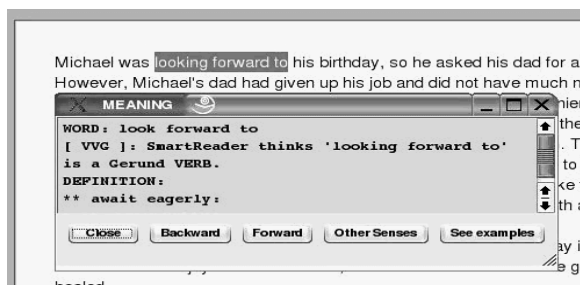 Michael was looking forward to his birthday, so he asked his dad for a
However, Michael's dad had given up his job and did not have much
MEANING
WORD: look forward to
[ VVG ]: SmartReader thinks 'looking forward to'
is a Gerund VERB.
DEFINITION:
** await eagerly:
the
. T
to
Close Backward Forward Other Senses See examples